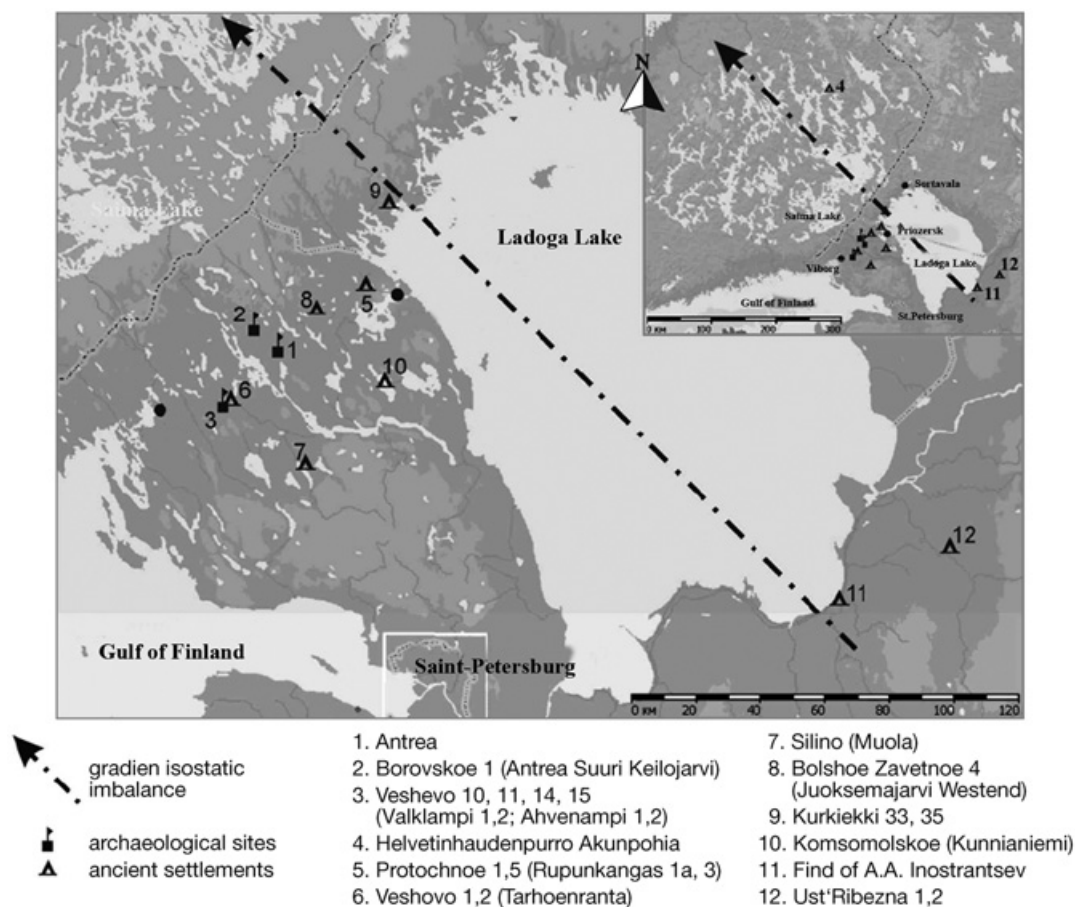 N
4
Sortavala
Saima Lake
Priozersk
Viborg
Ladoga Lake
12
11
Gulf of Finland
St.Petersburg
0 KM 100 200 300
9
Saima Lake
Ladoga Lake
8
5
2
1
10
6
3
7
12
11
Gulf of Finland
Saint-Petersburg
0 KM 20 40 60 80 100 120
gradien isostatic
imbalance
archaeological sites
ancient settlements
1. Antrea
2. Borovskoe 1 (Antrea Suuri Keilojarvi)
3. Veshevo 10, 11, 14, 15
(Valklampi 1,2; Ahvenampi 1,2)
4. Helvetinhaudenpurro Akunpohia
5. Protochnoe 1,5 (Rupunkangas 1a, 3)
6. Veshovo 1,2 (Tarhoenranta)
7. Silino (Muola)
8. Bolshoe Zavetnoe 4
(Juoksemajarvi Westend)
9. Kurkiekki 33, 35
10. Komsomolskoe (Kunnianiemi)
11. Find of A.A. Inostrantsev
12. Ust'Ribezna 1,2